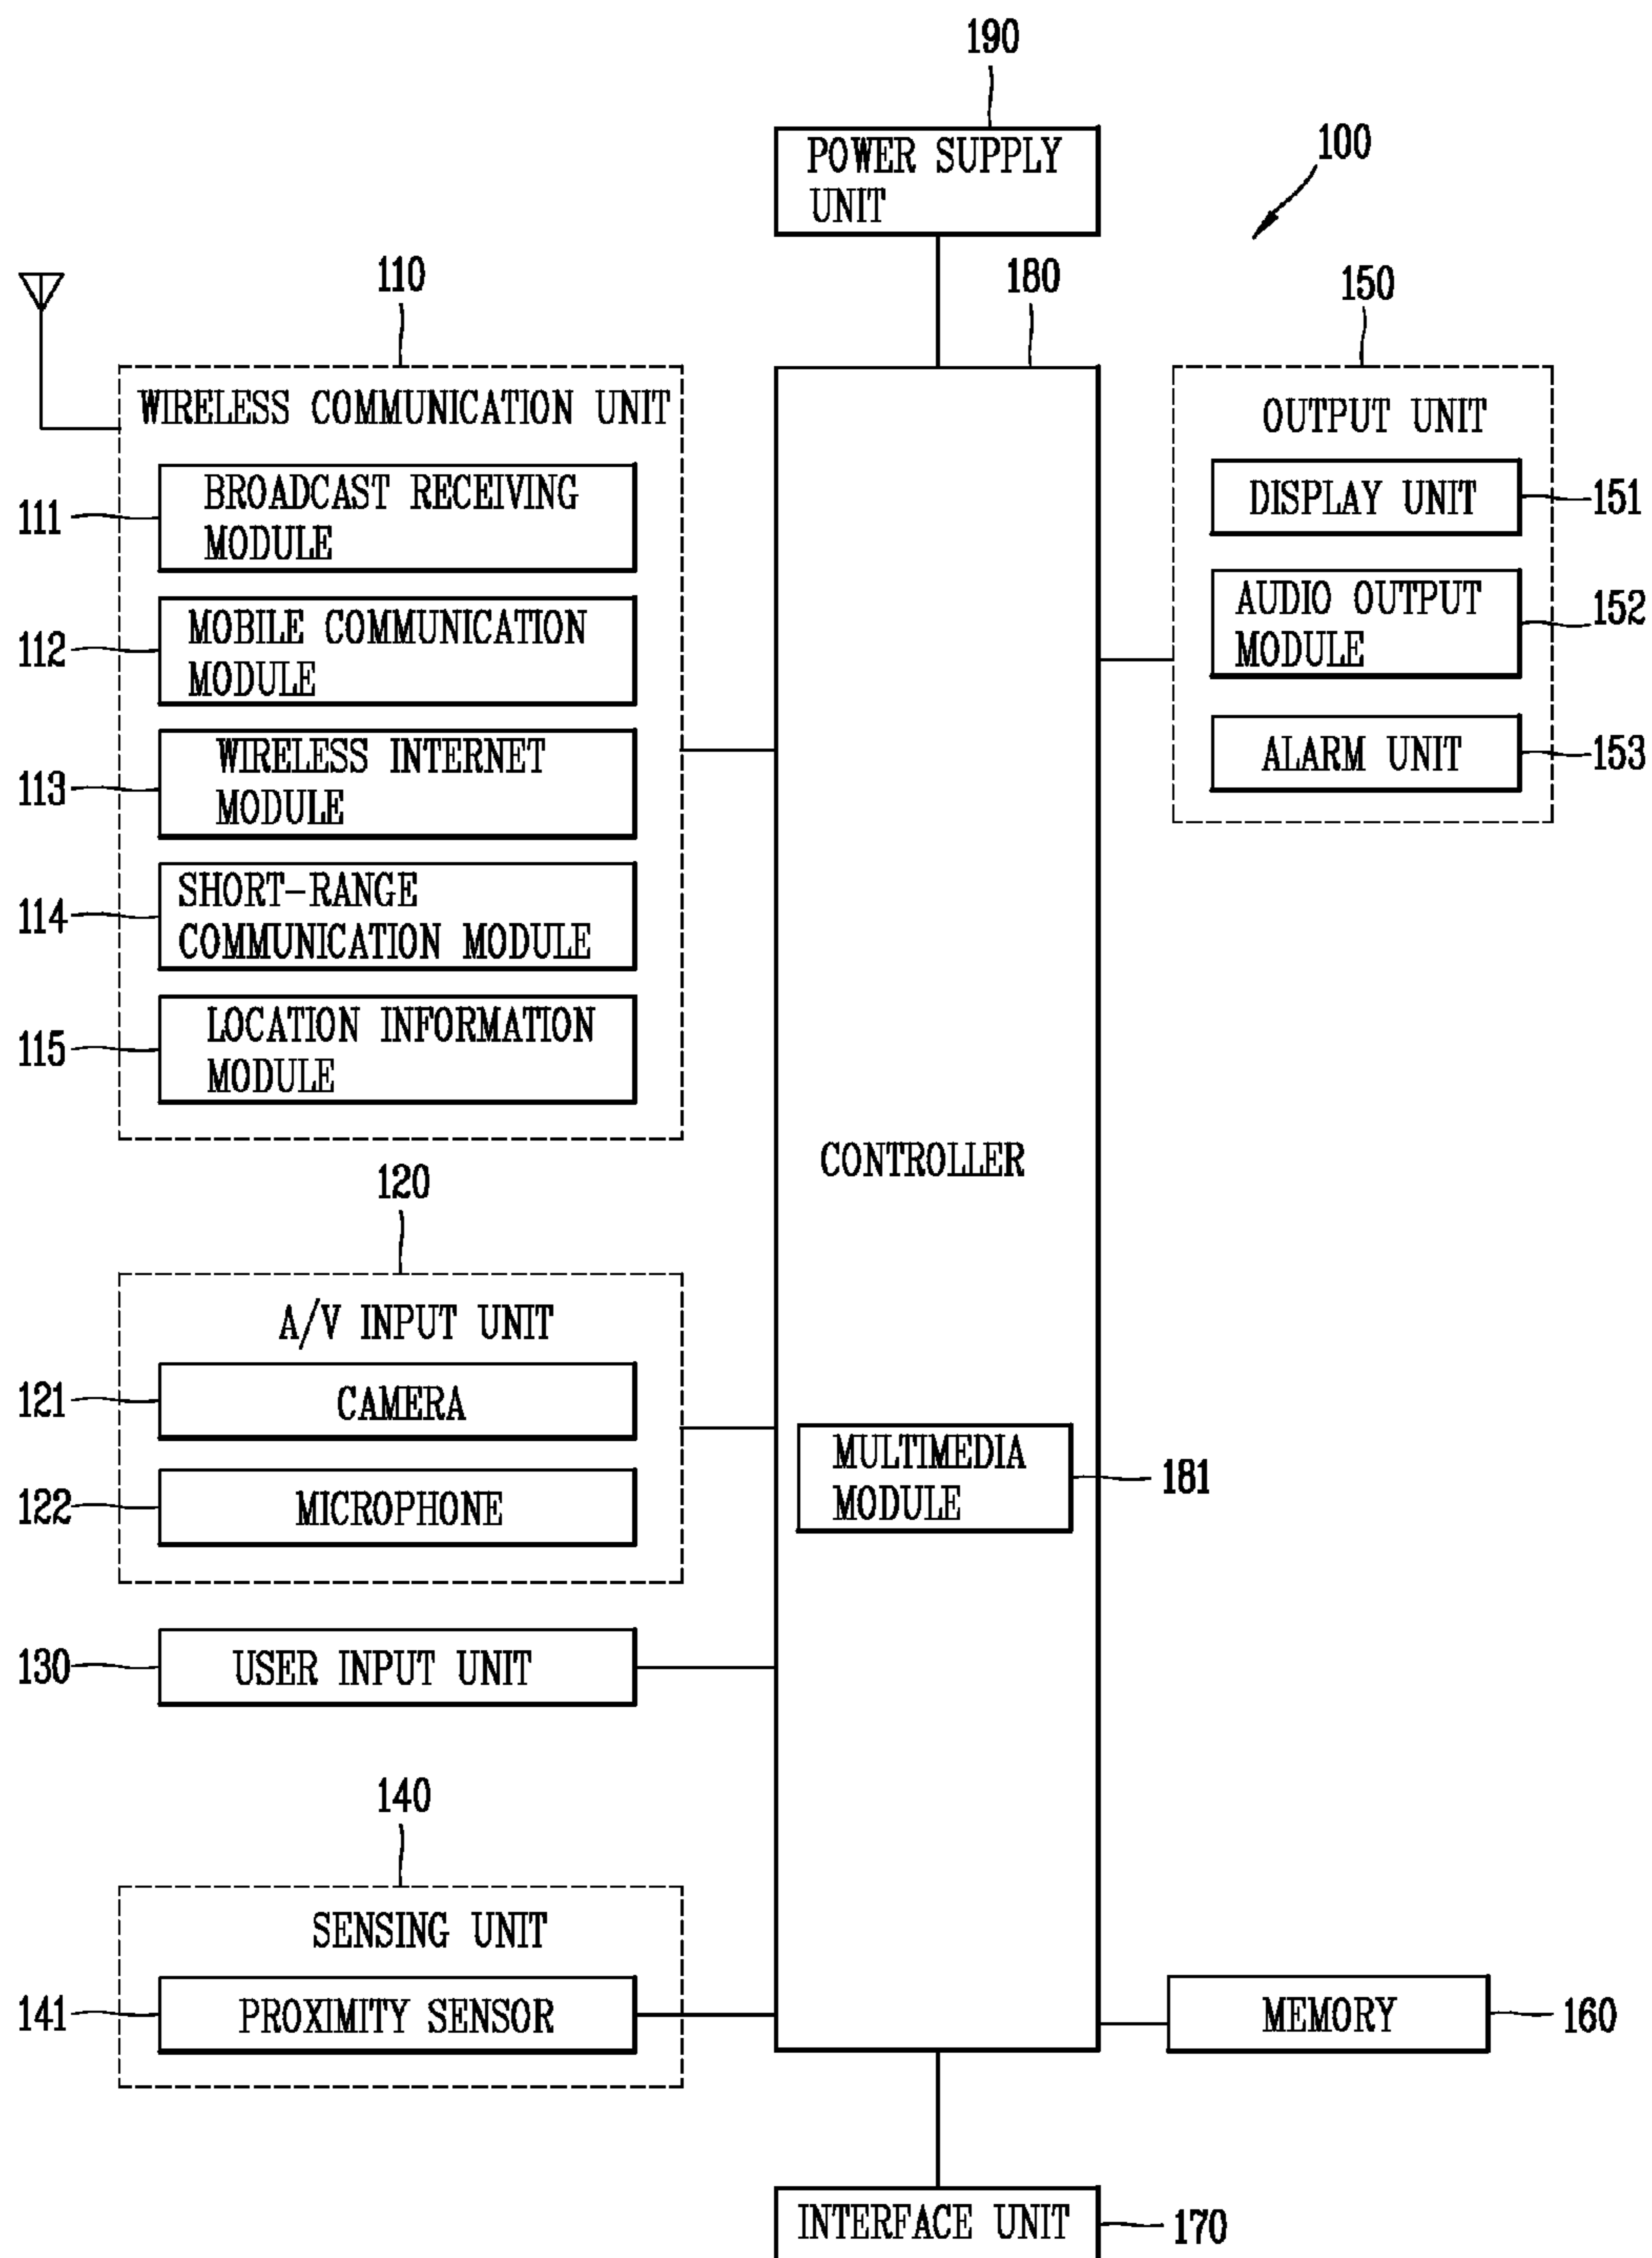 190
POWER SUPPLY
UNIT
100
110
180
150
WIRELESS COMMUNICATION UNIT
111
BROADCAST RECEIVING
MODULE
112
MOBILE COMMUNICATION
MODULE
113
WIRELESS INTERNET
MODULE
114
SHORT-RANGE
COMMUNICATION MODULE
115
LOCATION INFORMATION
MODULE
OUTPUT UNIT
DISPLAY UNIT
151
AUDIO OUTPUT
MODULE
152
ALARM UNIT
153
CONTROLLER
120
A/V INPUT UNIT
121
CAMERA
122
MICROPHONE
MULTIMEDIA
MODULE
181
130
USER INPUT UNIT
140
SENSING UNIT
141
PROXIMITY SENSOR
MEMORY
160
INTERFACE UNIT
170